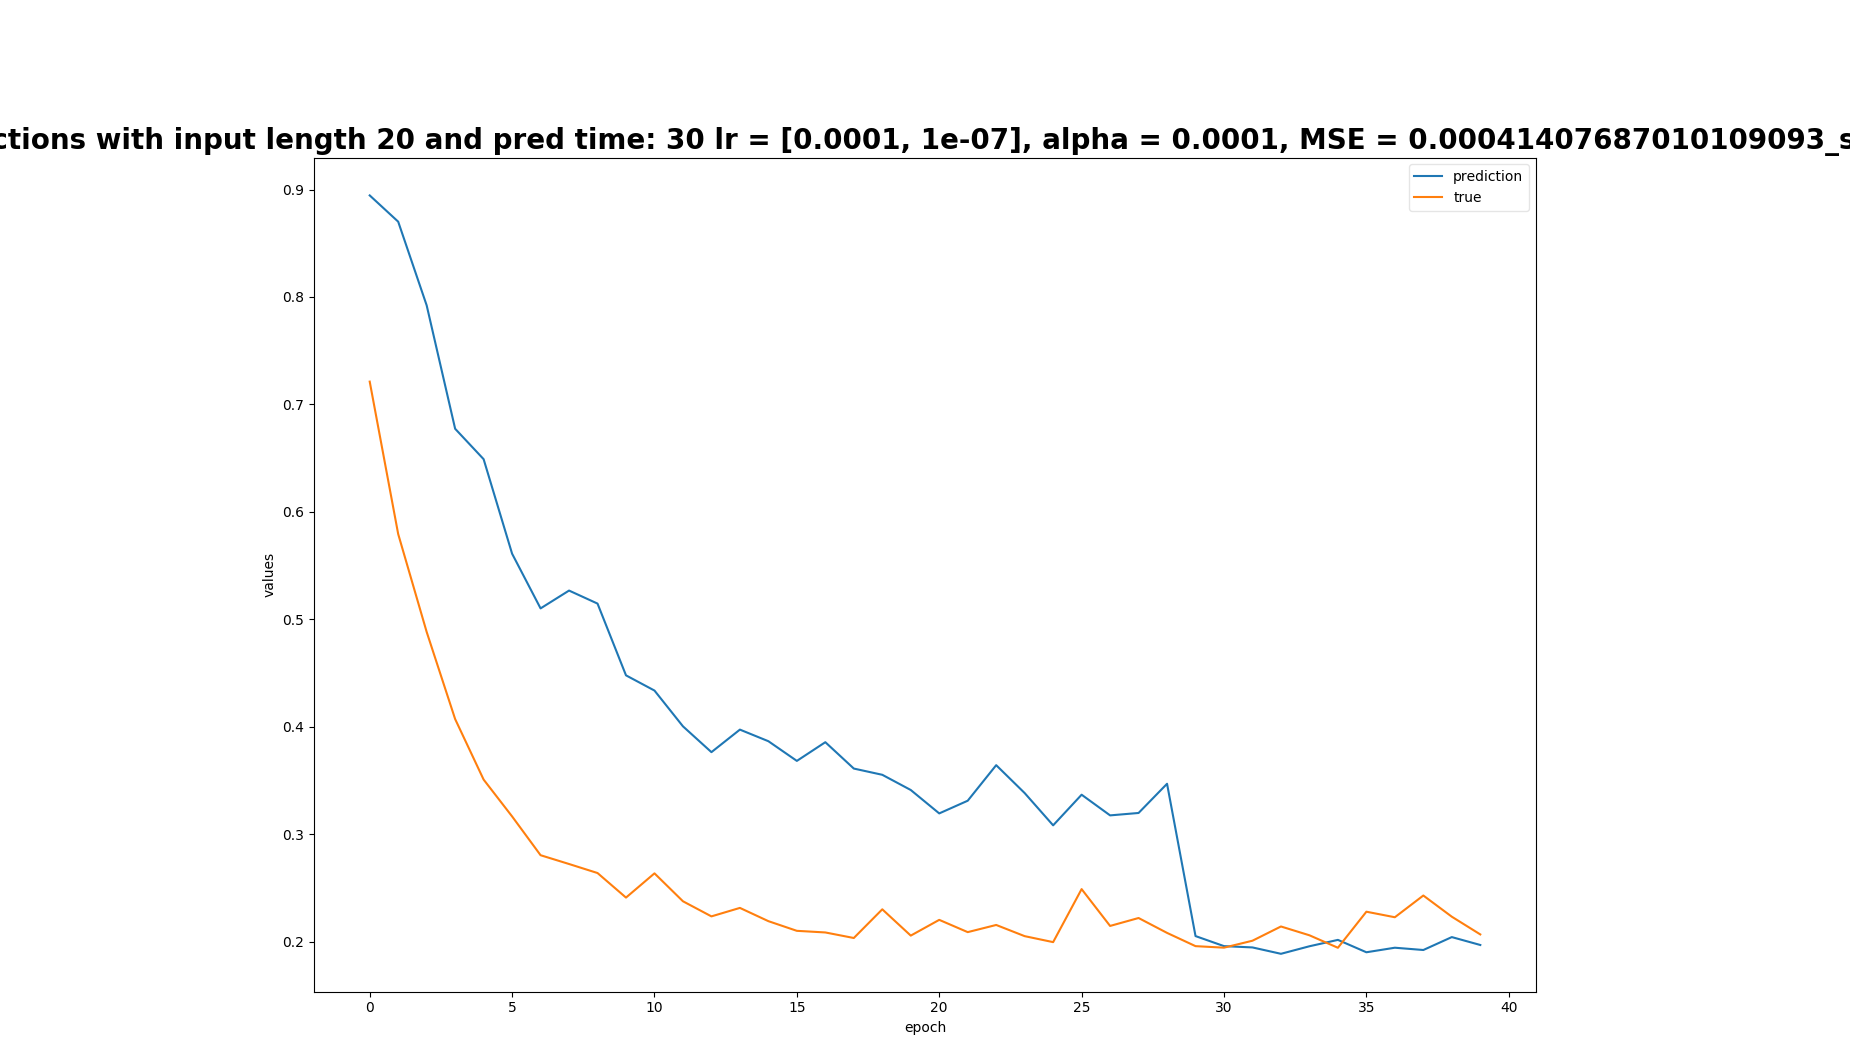 ctions with input length 20 and pred time: 30 lr = [0.0001, 1e-07], alpha = 0.0001, MSE = 0.00041407687010109093_s
prediction
true
0.9
0.8
0.7
0.6
0.5
0.4
0.3
0.2
values
0 5 10 15 20 25 30 35 40
epoch